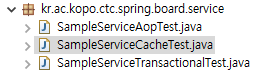 kr.ac.kopo.ctc.spring.board.service
SampleServiceAopTest.java
SampleServiceCacheTest.java
SampleServiceTransactionalTest.java